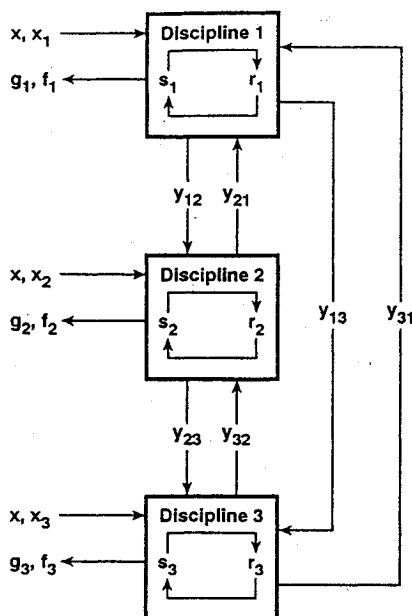 x, x₁
Discipline 1
g₁, f₁
s₁ r₁
y₁₂ y₂₁
x, x₂
Discipline 2
g₂, f₂
s₂ r₂
y₁₃ y₃₁
y₂₃ y₃₂
x, x₃
Discipline 3
g₃, f₃
s₃ r₃